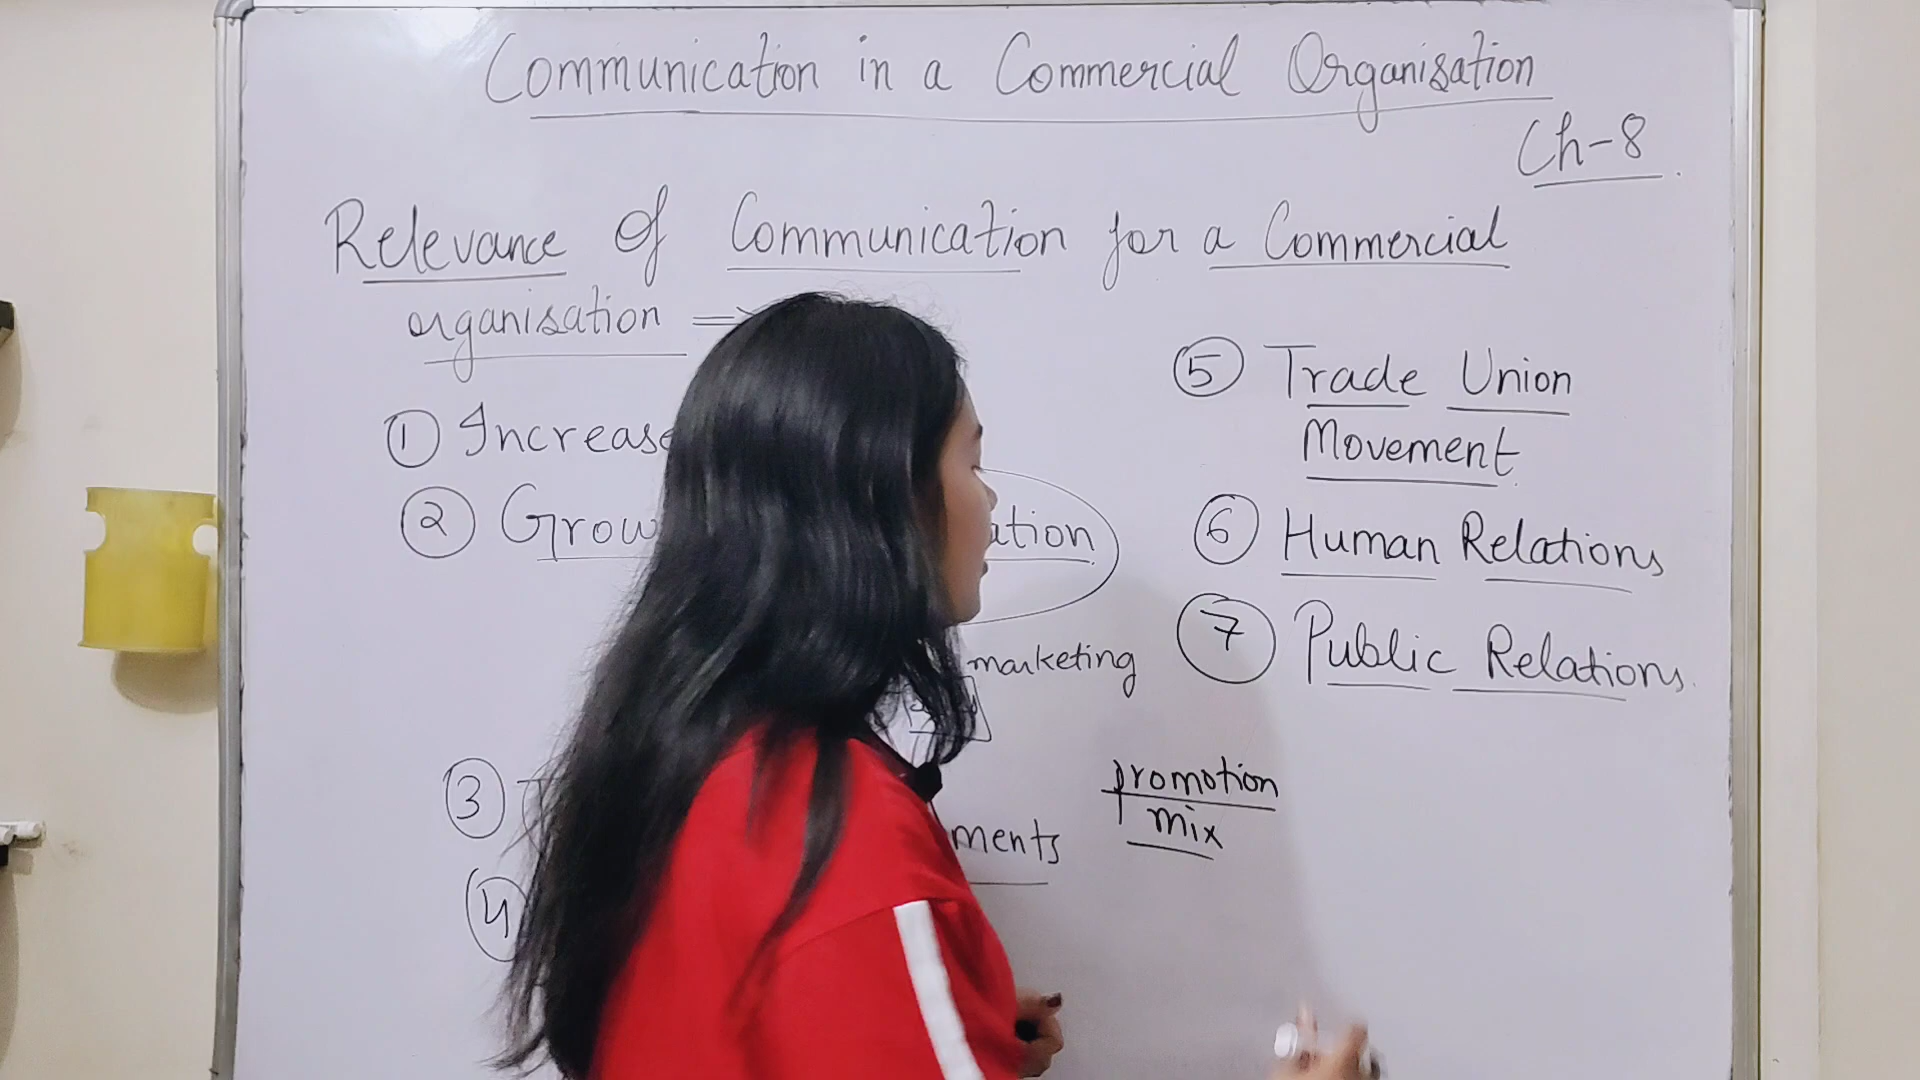 Communication in a Commercial Organisation
Ch-8
Relevance of Communication for a Commercial
organisation =>
① Increase
② Grow
ation
marketing
③
ments
④
promotion
mix
⑤ Trade Union
Movement
⑥ Human Relations
⑦ Public Relations